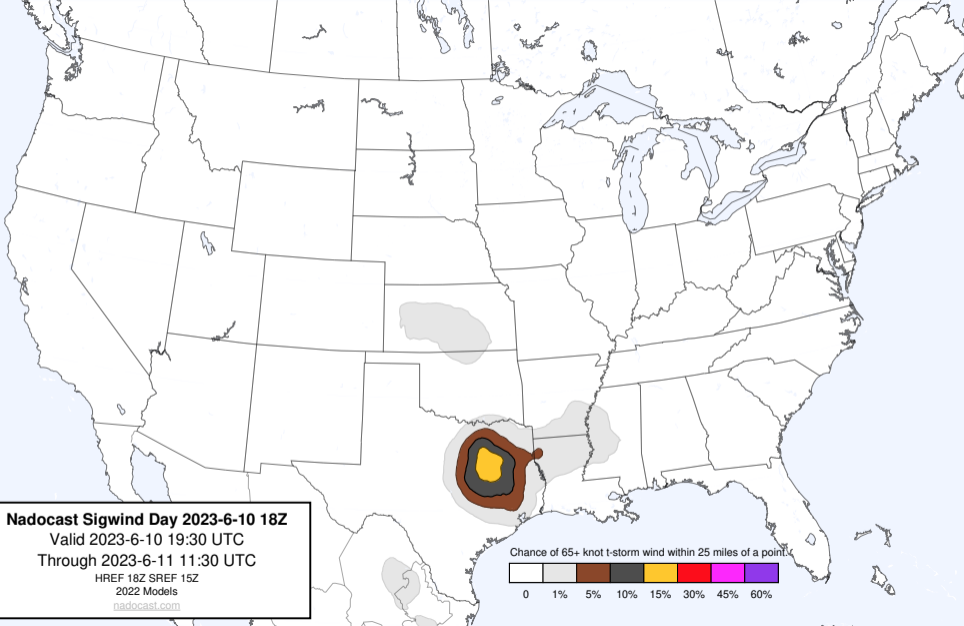 Nadocast Sigwind Day 2023-6-10 18Z
Valid 2023-6-10 19:30 UTC
Through 2023-6-11 11:30 UTC
HREF 18Z SREF 15Z
2022 Models
nadocast.com
Chance of 65+ knot t-storm wind within 25 miles of a point.
0 1% 5% 10% 15% 30% 45% 60%